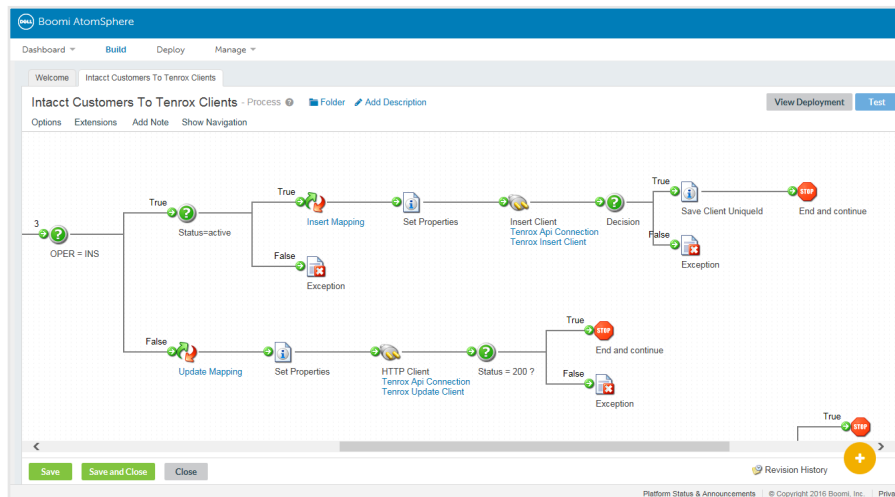 DELL Boomi AtomSphere
Dashboard Build Deploy Manage
Welcome Intacct Customers To Tenrox Clients
Intacct Customers To Tenrox Clients - Process Folder Add Description View Deployment Test
Options Extensions Add Note Show Navigation
3
OPER = INS
True
Status=active
True
Insert Mapping
Set Properties
Insert Client
Tenrox Api Connection
Tenrox Insert Client
Decision
True
Save Client UniqueId
STOP
End and continue
False
Exception
False
Exception
False
Update Mapping
Set Properties
HTTP Client
Tenrox Api Connection
Tenrox Update Client
Status = 200 ?
True
STOP
End and continue
False
Exception
True
STOP
Save Save and Close Close Revision History
Platform Status & Announcements | © Copyright 2016 Boomi, Inc. |